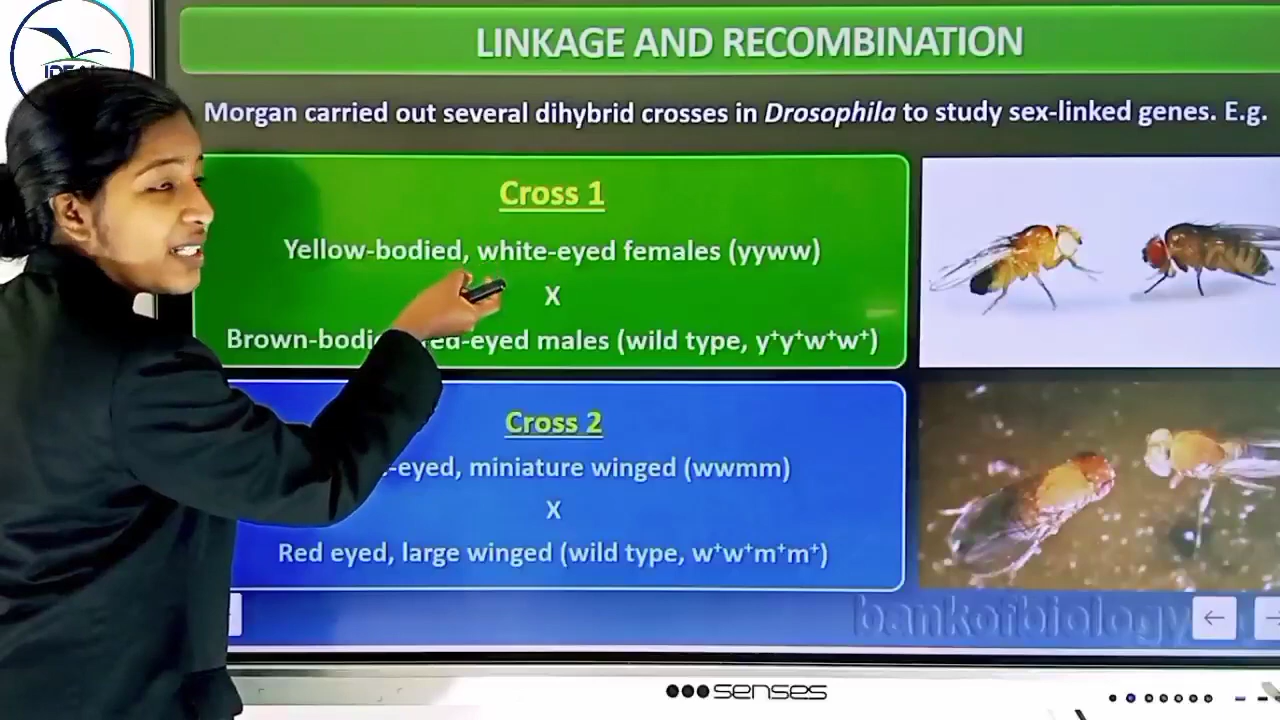 IDEAL
LINKAGE AND RECOMBINATION
Morgan carried out several dihybrid crosses in Drosophila to study sex-linked genes. E.g.
Cross 1
Yellow-bodied, white-eyed females (yyww)
X
Brown-bodi ed-eyed males (wild type, y⁺y⁺w⁺w⁺)
Cross 2
-eyed, miniature winged (wwmm)
X
Red eyed, large winged (wild type, w⁺w⁺m⁺m⁺)
bankofbiology
senses